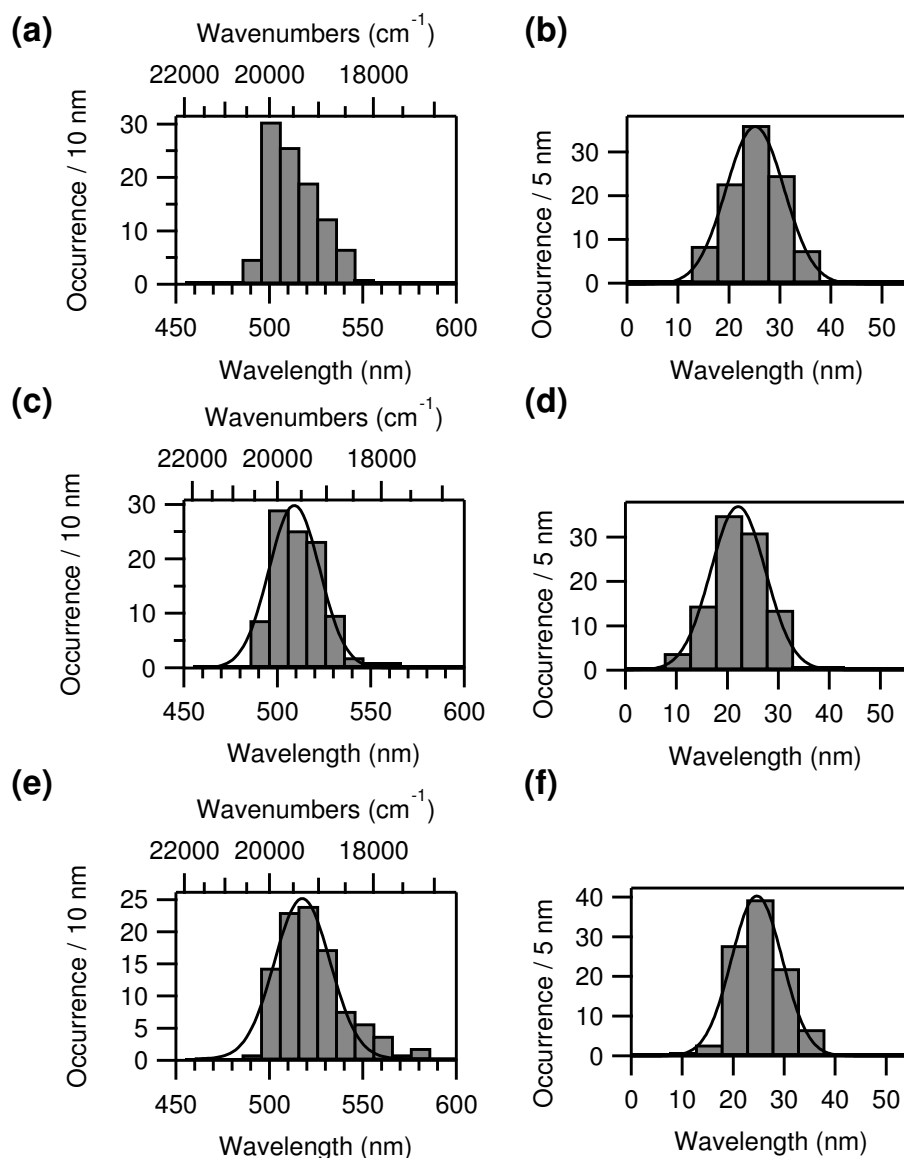 (a)
Wavenumbers (cm⁻¹)
22000 20000 18000
Occurrence / 10 nm
30
20
10
0
450 500 550 600
Wavelength (nm)
(b)
Occurrence / 5 nm
30
20
10
0
0 10 20 30 40 50
Wavelength (nm)
(c)
Wavenumbers (cm⁻¹)
22000 20000 18000
Occurrence / 10 nm
30
20
10
0
450 500 550 600
Wavelength (nm)
(d)
Occurrence / 5 nm
30
20
10
0
0 10 20 30 40 50
Wavelength (nm)
(e)
Wavenumbers (cm⁻¹)
22000 20000 18000
Occurrence / 10 nm
25
20
15
10
5
0
450 500 550 600
Wavelength (nm)
(f)
Occurrence / 5 nm
40
30
20
10
0
0 10 20 30 40 50
Wavelength (nm)